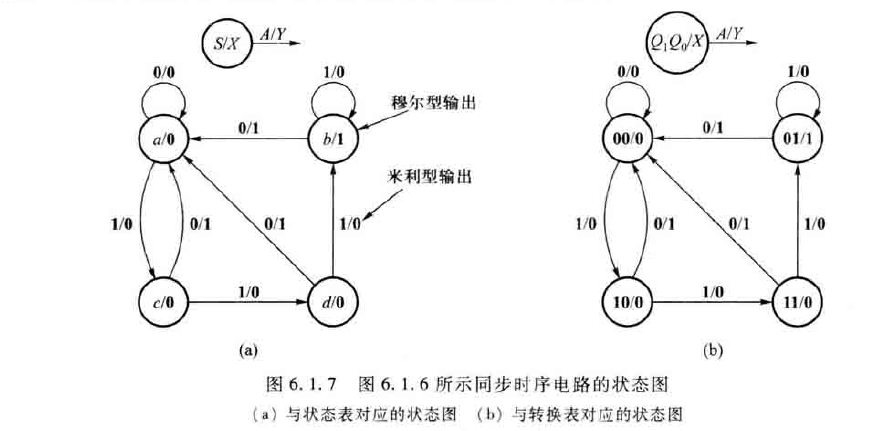 S/X A/Y
Q₁Q₀/X A/Y
0/0 1/0
0/0 1/0
穆尔型输出
a/0 0/1 b/1
00/0 0/1 01/1
米利型输出
1/0 0/1 0/1 1/0
1/0 0/1 0/1 1/0
c/0 1/0 d/0
10/0 1/0 11/0
(a)
(b)
图 6.1.7 图 6.1.6 所示同步时序电路的状态图
(a) 与状态表对应的状态图 (b) 与转换表对应的状态图